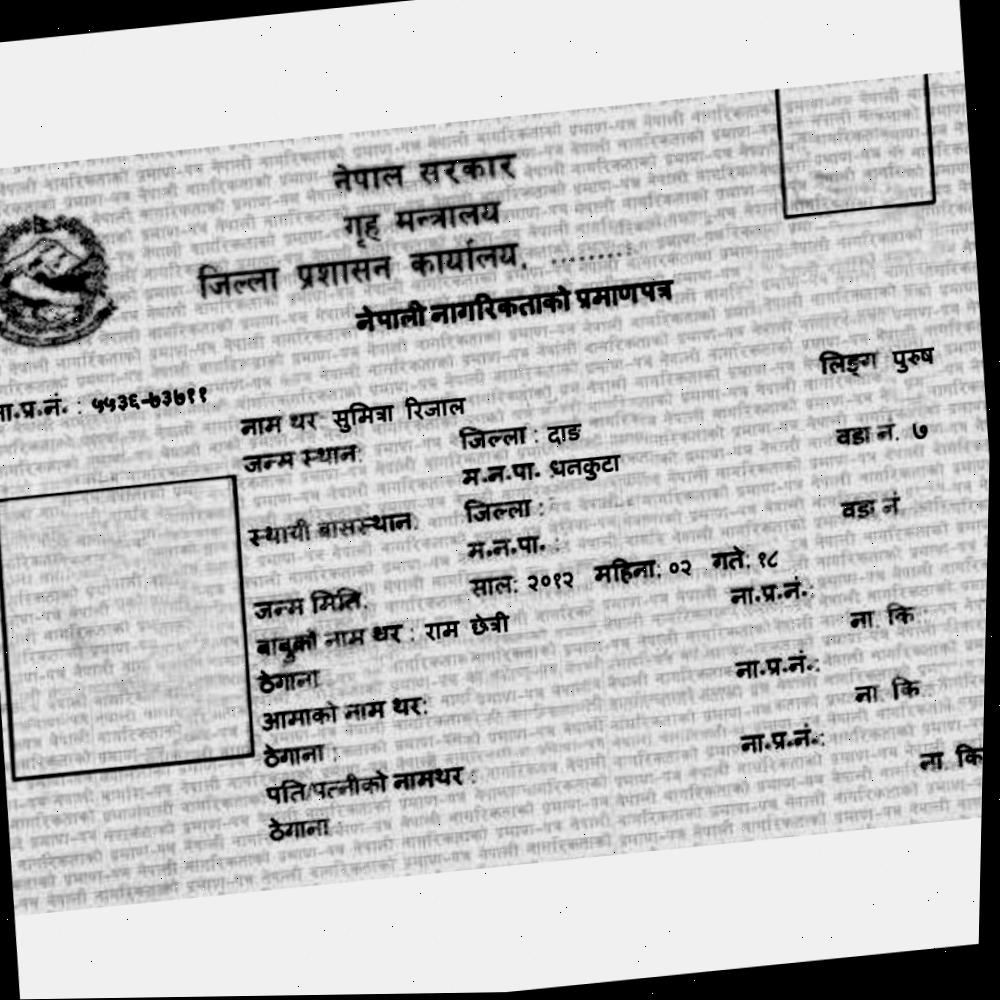 नेपाल सरकार
गृह मन्त्रालय
जिल्ला प्रशासन कार्यालय, .........
नेपाली नागरिकताको प्रमाणपत्र
लिङ्ग पुरुष
ना.प्र.नं. : ५५३६-७३७११
नाम थर सुमित्रा रिजाल
जन्म स्थान: जिल्ला : दाङ वडा नं. ७
म.न.पा. धनकुटा
स्थायी बासस्थान: जिल्ला : वडा नं
म.न.पा. :
जन्म मिति: साल: २०१२ महिना: ०२ गते: १८
बाबुको नाम थर : राम छेत्री ना.प्र.नं.:
ठेगाना ना. कि.
आमाको नाम थर: ना.प्र.नं.:
ठेगाना : ना. कि.
पति/पत्नीको नामथर : ना.प्र.नं.:
ठेगाना ना. कि